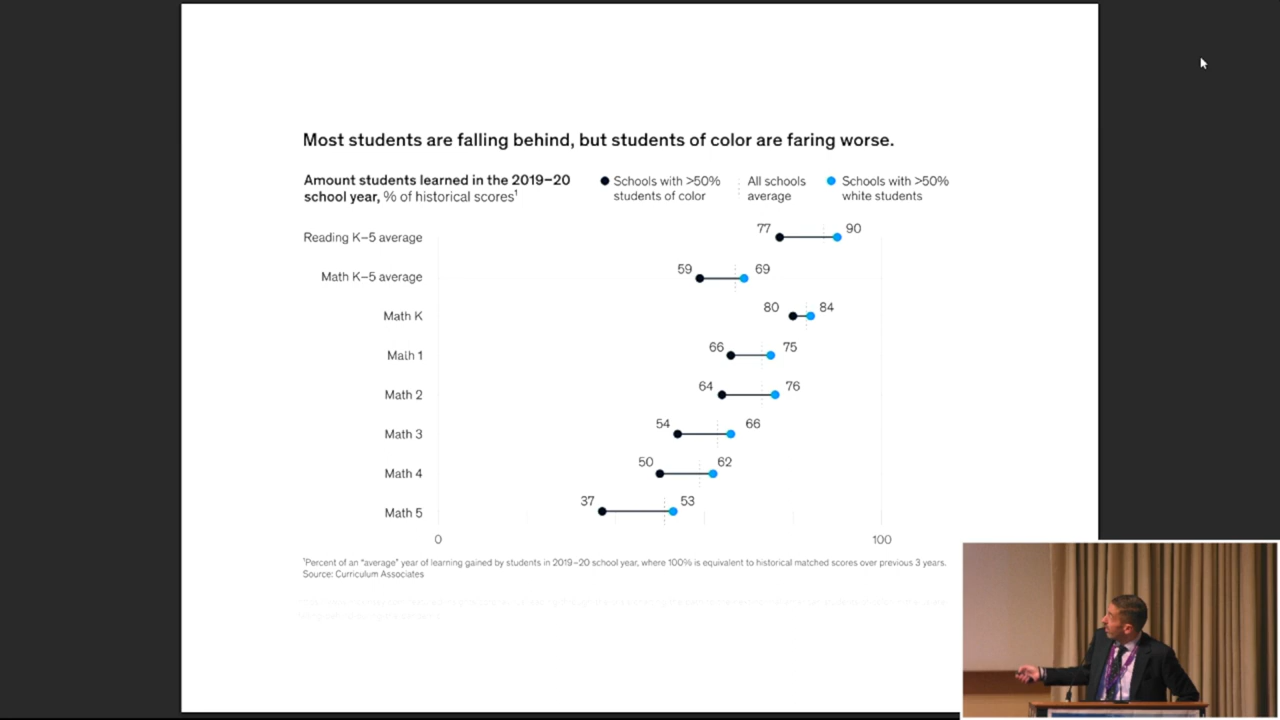 Most students are falling behind, but students of color are faring worse.
Amount students learned in the 2019–20
school year, % of historical scores¹
Schools with >50%
students of color
All schools
average
Schools with >50%
white students
Reading K–5 average
77
90
Math K–5 average
59
69
Math K
80
84
Math 1
66
75
Math 2
64
76
Math 3
54
66
Math 4
50
62
Math 5
37
53
0
100
¹Percent of an “average” year of learning gained by students in 2019–20 school year, where 100% is equivalent to historical matched scores over previous 3 years.
Source: Curriculum Associates